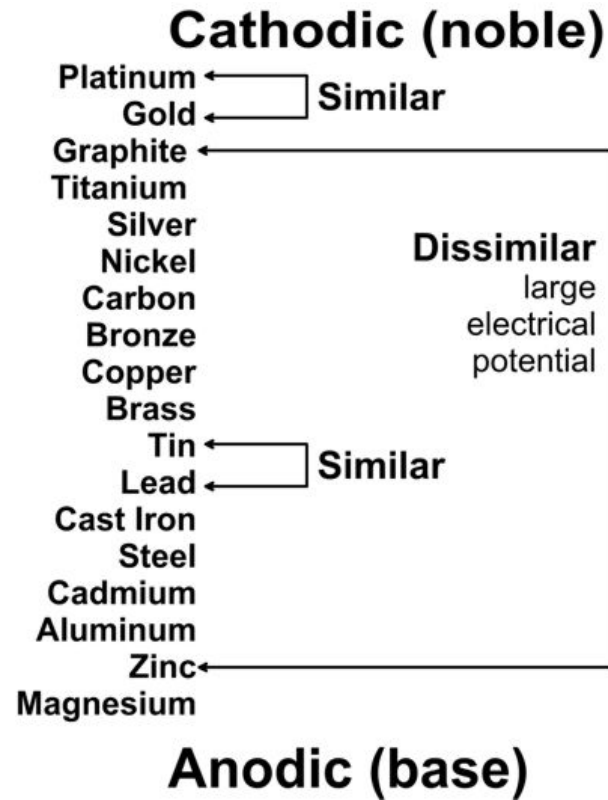 Cathodic (noble)
Platinum
Gold
Similar
Graphite
Titanium
Silver
Nickel
Carbon
Bronze
Copper
Brass
Dissimilar
large
electrical
potential
Tin
Lead
Similar
Cast Iron
Steel
Cadmium
Aluminum
Zinc
Magnesium
Anodic (base)